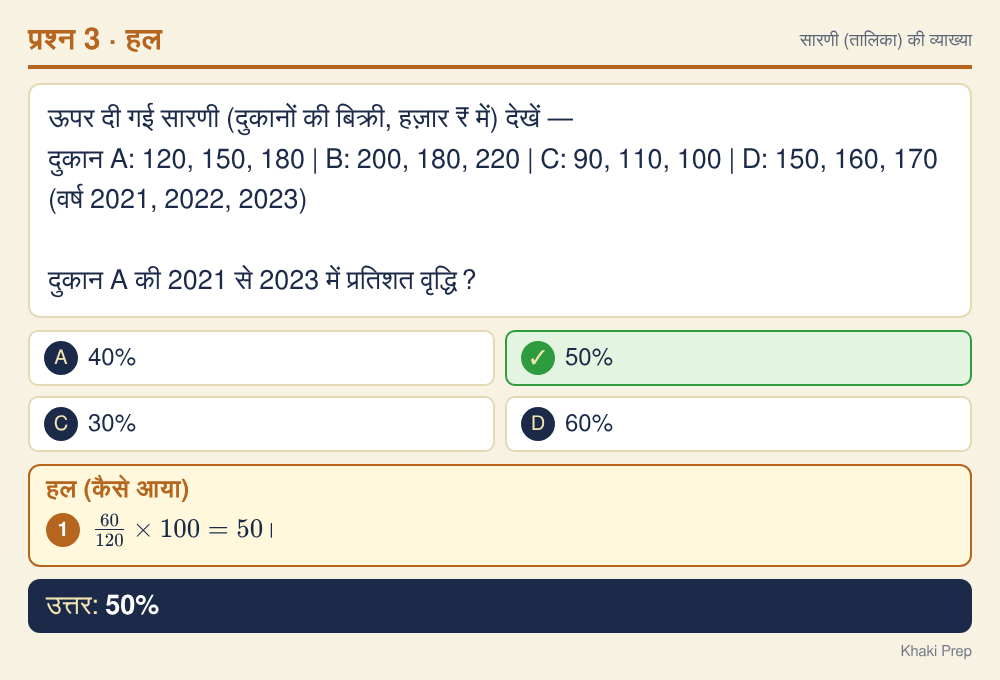 प्रश्न 3 · हल
सारणी (तालिका) की व्याख्या
ऊपर दी गई सारणी (दुकानों की बिक्री, हज़ार ₹ में) देखें —
दुकान A: 120, 150, 180 | B: 200, 180, 220 | C: 90, 110, 100 | D: 150, 160, 170
(वर्ष 2021, 2022, 2023)
दुकान A की 2021 से 2023 में प्रतिशत वृद्धि ?
A 40%
✓ 50%
C 30%
D 60%
हल (कैसे आया)
1 60/120 × 100 = 50।
उत्तर: 50%
Khaki Prep